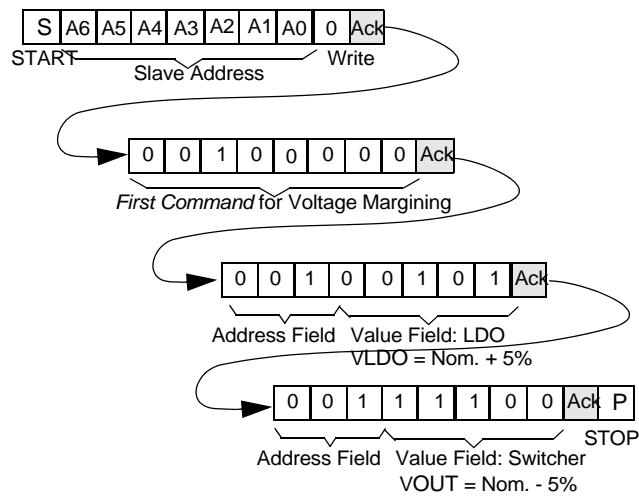 S A6 A5 A4 A3 A2 A1 A0 0 Ack
START Slave Address Write
0 0 1 0 0 0 0 0 Ack
First Command for Voltage Margining
0 0 1 0 0 1 0 1 Ack
Address Field Value Field: LDO
VLDO = Nom. + 5%
0 0 1 1 1 1 0 0 Ack P
STOP
Address Field Value Field: Switcher
VOUT = Nom. - 5%